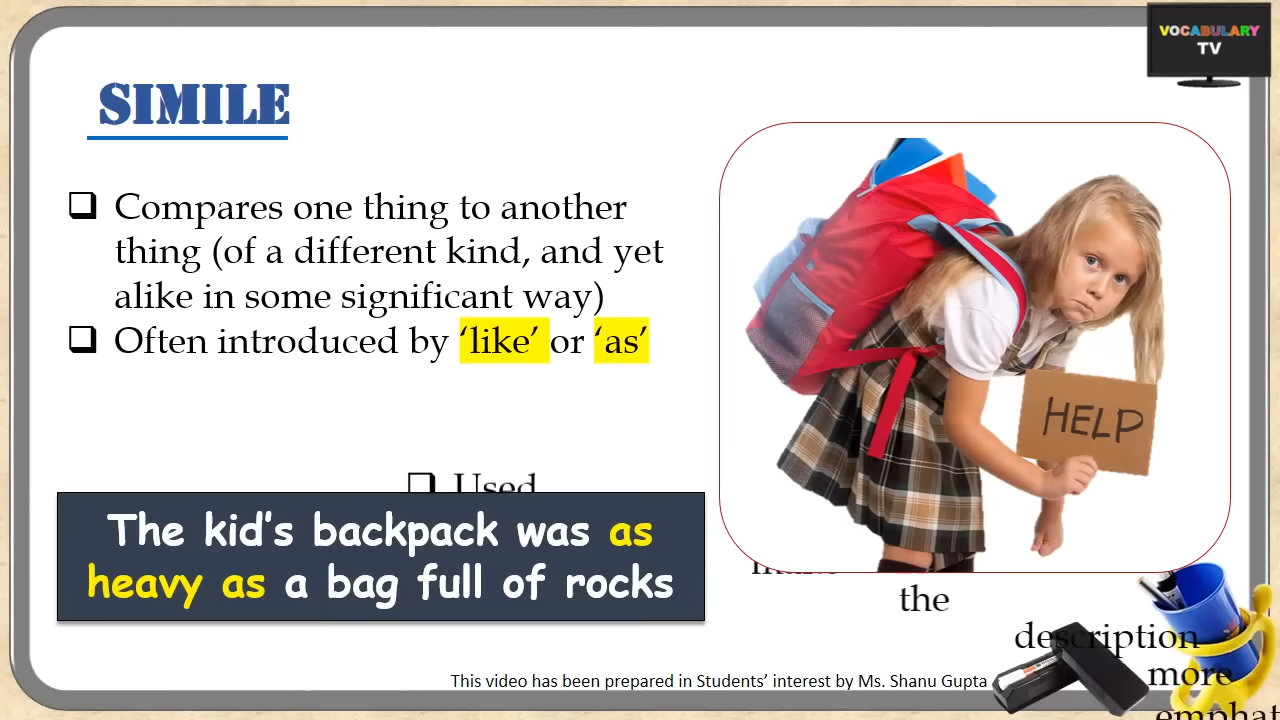 VOCABULARY
TV
SIMILE
❑ Compares one thing to another
thing (of a different kind, and yet
alike in some significant way)
❑ Often introduced by ‘like’ or ‘as’
❑ Used
The kid’s backpack was as
heavy as a bag full of rocks
HELP
the
description
more
This video has been prepared in Students’ interest by Ms. Shanu Gupta